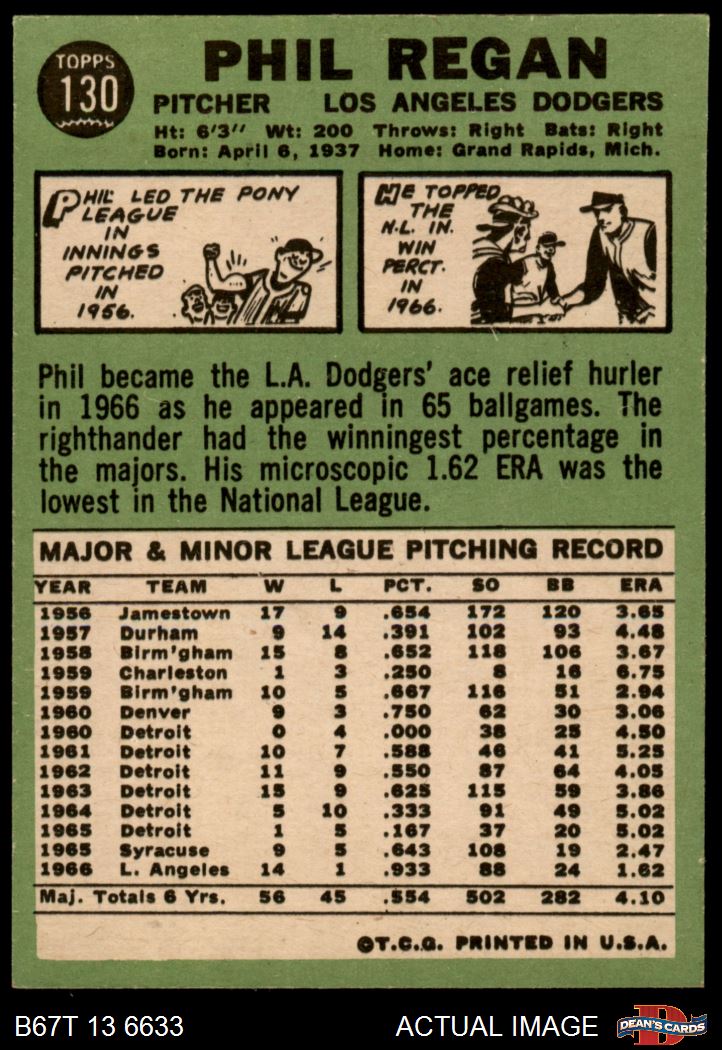 TOPPS
130
PHIL REGAN
PITCHER LOS ANGELES DODGERS
Ht: 6'3" Wt: 200 Throws: Right Bats: Right
Born: April 6, 1937 Home: Grand Rapids, Mich.
PHIL LED THE PONY
LEAGUE
IN
INNINGS
PITCHED
IN
1956.
HE TOPPED
THE
N.L. IN.
WIN
PERCT.
IN
1966.
Phil became the L.A. Dodgers' ace relief hurler
in 1966 as he appeared in 65 ballgames. The
righthander had the winningest percentage in
the majors. His microscopic 1.62 ERA was the
lowest in the National League.
MAJOR & MINOR LEAGUE PITCHING RECORD
YEAR TEAM W L PCT. SO BB ERA
1956 Jamestown 17 9 .654 172 120 3.65
1957 Durham 9 14 .391 102 93 4.48
1958 Birm'gham 15 8 .652 118 106 3.67
1959 Charleston 1 3 .250 8 16 6.75
1959 Birm'gham 10 5 .667 116 51 2.94
1960 Denver 9 3 .750 62 30 3.06
1960 Detroit 0 4 .000 38 25 4.50
1961 Detroit 10 7 .588 46 41 5.25
1962 Detroit 11 9 .550 87 64 4.05
1963 Detroit 15 9 .625 115 59 3.86
1964 Detroit 5 10 .333 91 49 5.02
1965 Detroit 1 5 .167 37 20 5.02
1965 Syracuse 9 5 .643 108 19 2.47
1966 L. Angeles 14 1 .933 88 24 1.62
Maj. Totals 6 Yrs. 56 45 .554 502 282 4.10
©T.C.G. PRINTED IN U.S.A.
B67T 13 6633 ACTUAL IMAGE D DEAN'S CARDS